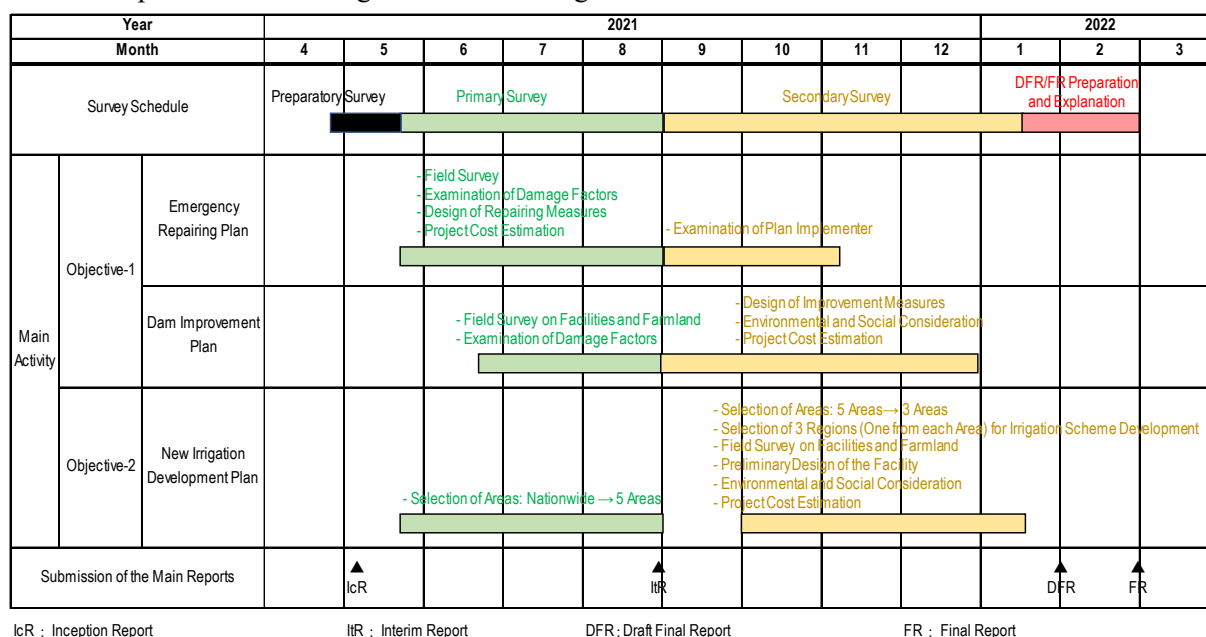 Year 2021 2022
Month 4 5 6 7 8 9 10 11 12 1 2 3
Survey Schedule
Preparatory Survey
Primary Survey
Secondary Survey
DFR/FR Preparation
and Explanation
Main
Activity
Objective-1
Emergency
Repairing Plan
- Field Survey
- Examination of Damage Factors
- Design of Repairing Measures
- Project Cost Estimation
- Examination of Plan Implementer
Dam Improvement
Plan
- Field Survey on Facilities and Farmland
- Examination of Damage Factors
- Design of Improvement Measures
- Environmental and Social Consideration
- Project Cost Estimation
Objective-2
New Irrigation
Development Plan
- Selection of Areas: Nationwide → 5 Areas
- Selection of Areas: 5 Areas → 3 Areas
- Selection of 3 Regions (One from each Area) for Irrigation Scheme Development
- Field Survey on Facilities and Farmland
- Preliminary Design of the Facility
- Environmental and Social Consideration
- Project Cost Estimation
Submission of the Main Reports
▲ IcR
▲ ItR
▲ DFR
▲ FR
IcR : Inception Report ItR : Interim Report DFR : Draft Final Report FR : Final Report